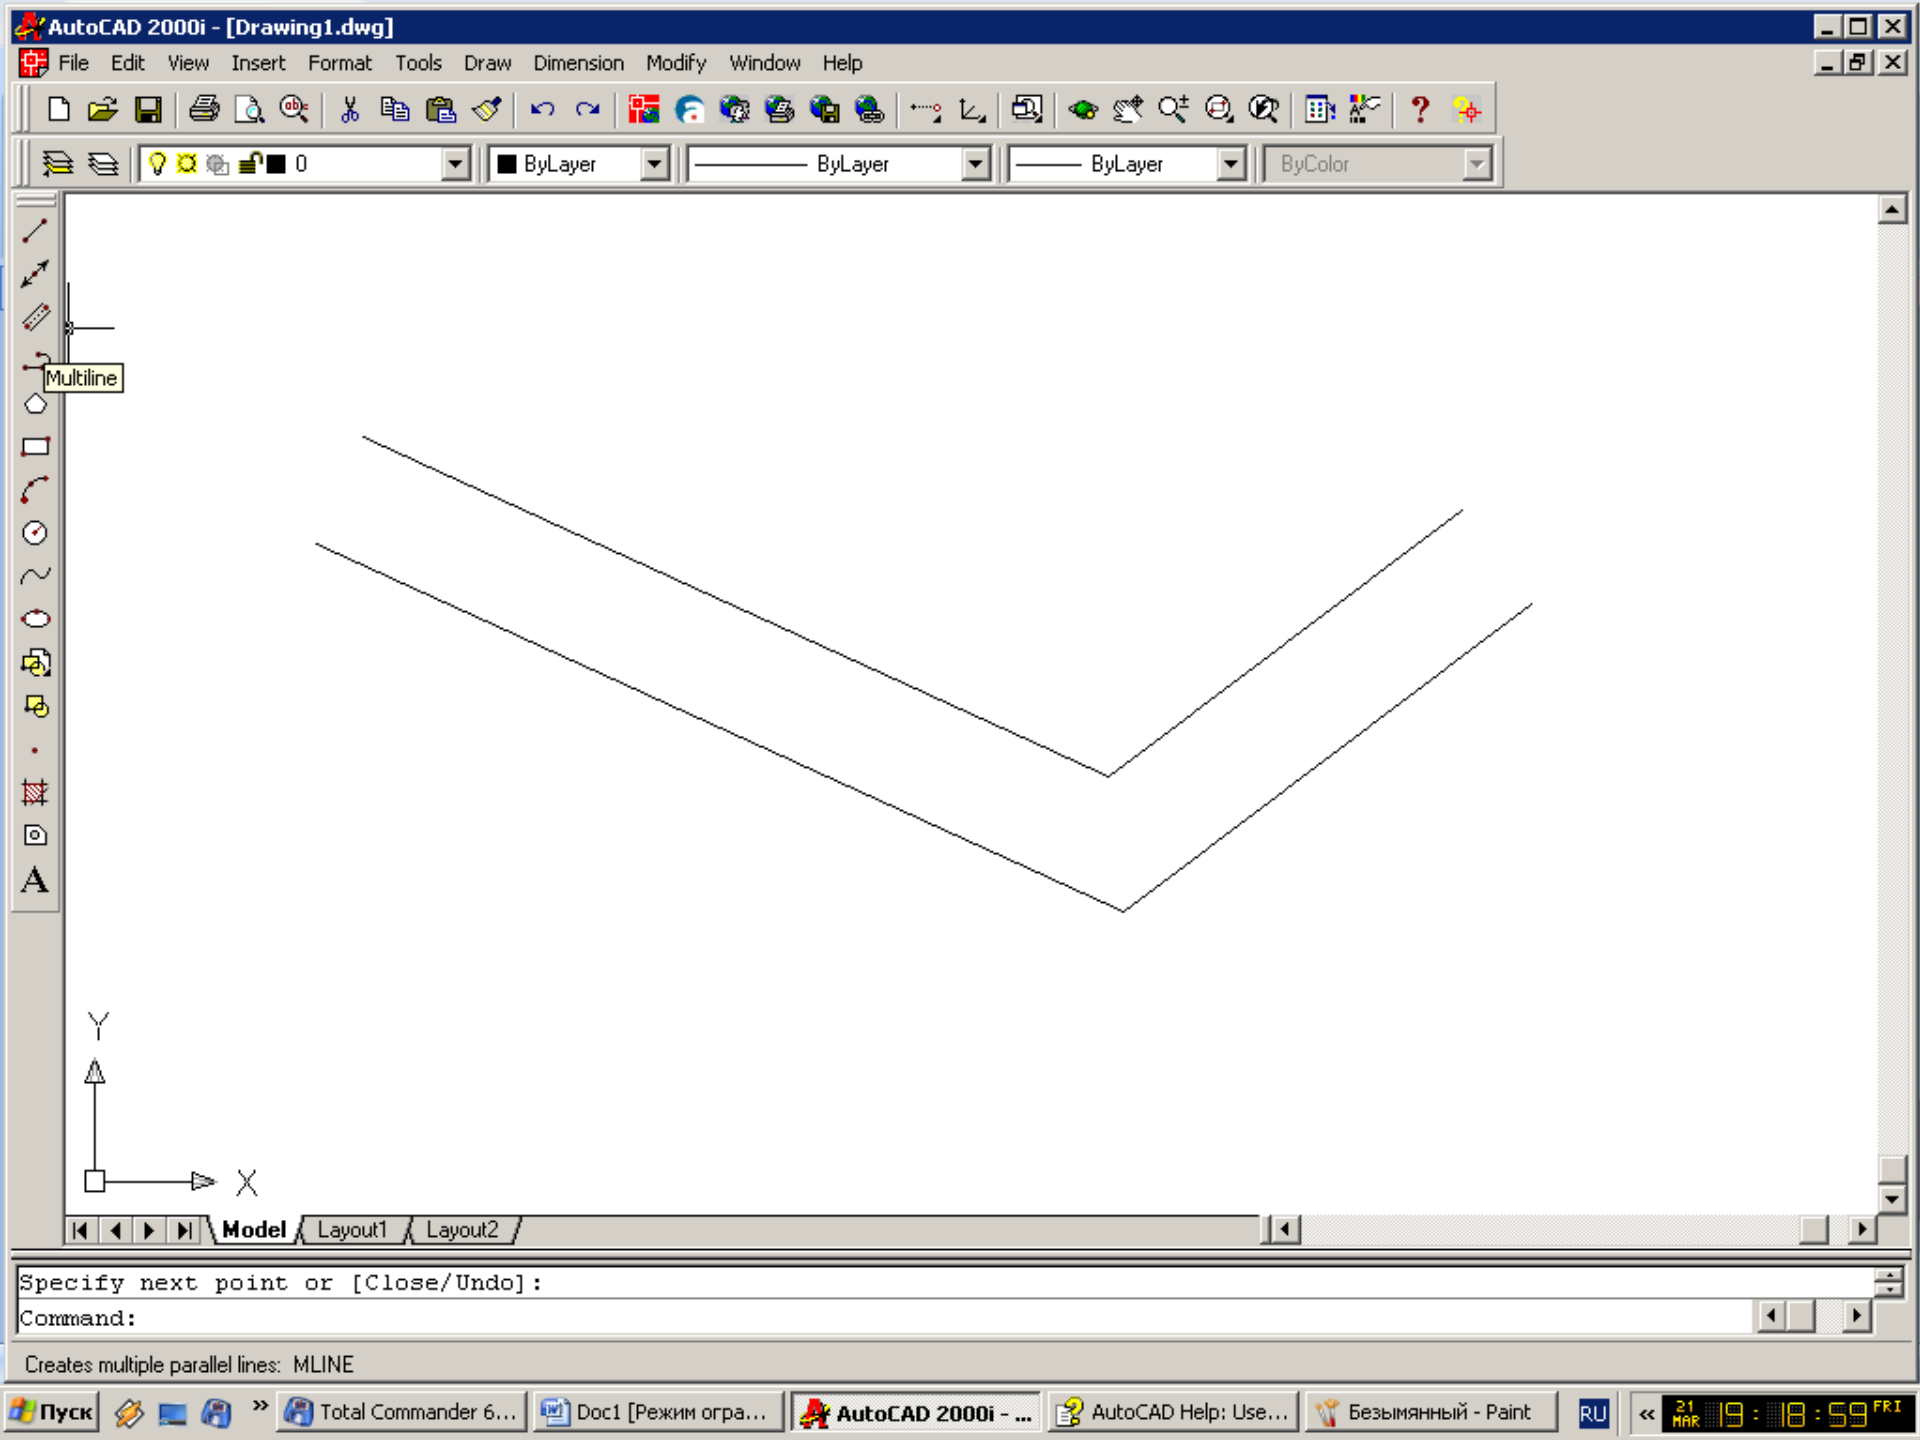 AutoCAD 2000i - [Drawing1.dwg]
File Edit View Insert Format Tools Draw Dimension Modify Window Help
0 ByLayer ByLayer ByLayer ByColor
Multiline
A
Y
X
Model Layout1 Layout2
Specify next point or [Close/Undo]:
Command:
Creates multiple parallel lines: MLINE
Пуск » Total Commander 6... Doc1 [Режим огра... AutoCAD 2000i - ... AutoCAD Help: Use... Безымянный - Paint RU « 21 MAR 19:18:59 FRI